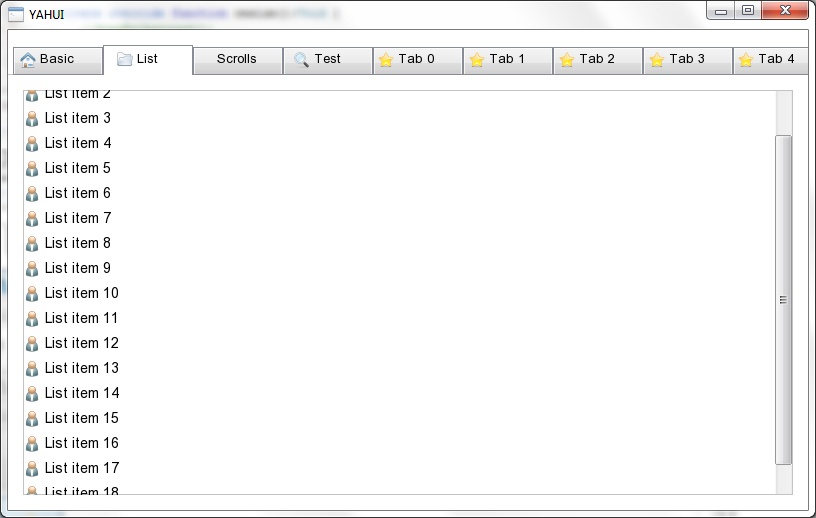 YAHUI
Basic List Scrolls Test Tab 0 Tab 1 Tab 2 Tab 3 Tab 4
List item 2
List item 3
List item 4
List item 5
List item 6
List item 7
List item 8
List item 9
List item 10
List item 11
List item 12
List item 13
List item 14
List item 15
List item 16
List item 17
List item 18